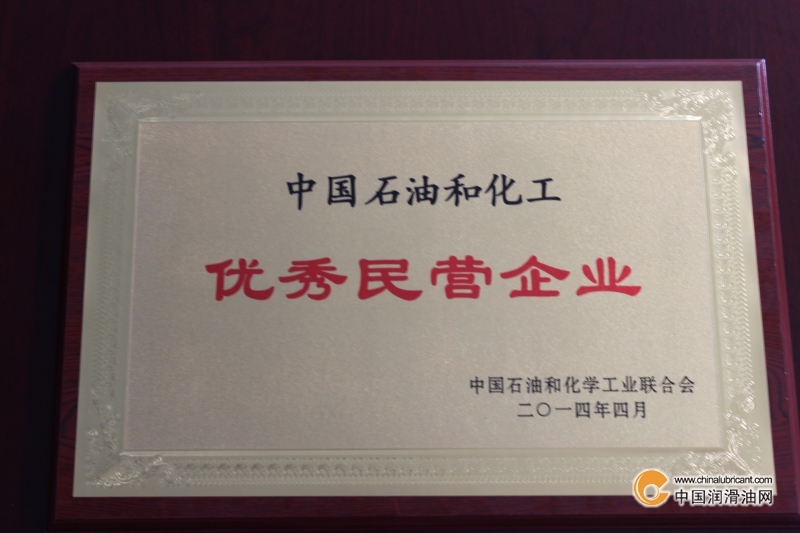 中国石油和化工
优秀民营企业
中国石油和化学工业联合会
二〇一四年四月
www.chinalubricant.com
中国润滑油网